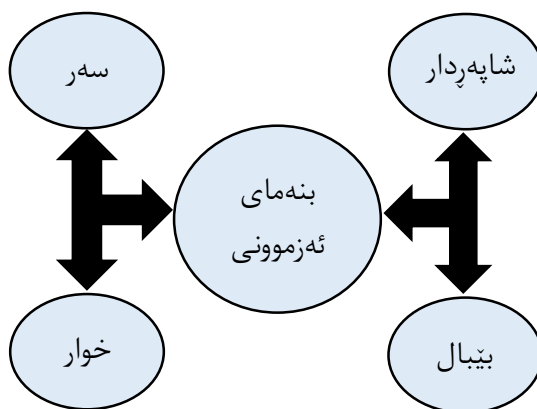 شاپەڕدار
سەر
بنەمای
ئەزموونی
بێبال
خوار